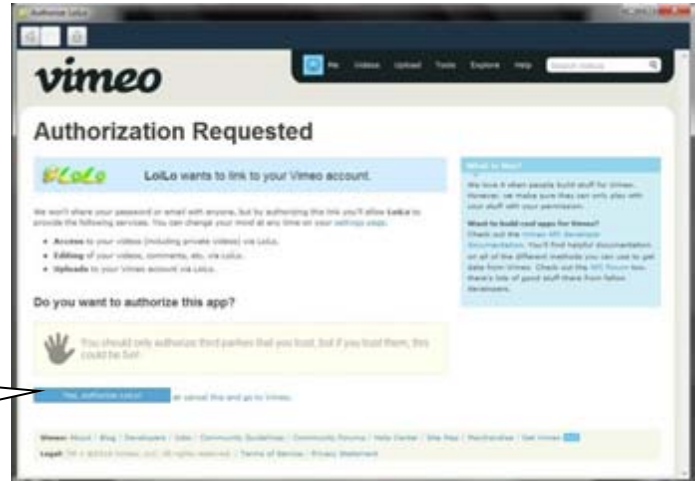 Authorize LoiLo
vimeo
Me Videos Upload Tools Explore Help Search Videos
Authorization Requested
LoiLo
LoiLo wants to link to your Vimeo account.
We won't share your password or email with anyone, but by authorizing the link you'll allow LoiLo to
provide the following services. You can change your mind at any time on your settings page.
• Access to your videos (including private videos) via LoiLo.
• Editing of your videos, comments, etc. via LoiLo.
• Uploads to your Vimeo account via LoiLo.
Do you want to authorize this app?
You should only authorize third parties that you trust, but if you trust them, this
could be fun!
Yes, authorize LoiLo! or cancel this and go to Vimeo.
What is this?
We love it when people build stuff for Vimeo.
However, we make sure they can only play with
your stuff with your permission.
Want to build cool apps for Vimeo?
Check out the Vimeo API developer
documentation. You'll find helpful documentation
on all of the different methods you can use to get
data from Vimeo. Check out the API Forum too,
there's lots of good stuff there from fellow
developers.
Vimeo: About / Blog / Developers / Jobs / Community Guidelines / Community Forums / Help Center / Site Map / Merchandise / Get Vimeo
Legal: Vimeo, LLC. All rights reserved. / Terms of Service / Privacy Statement